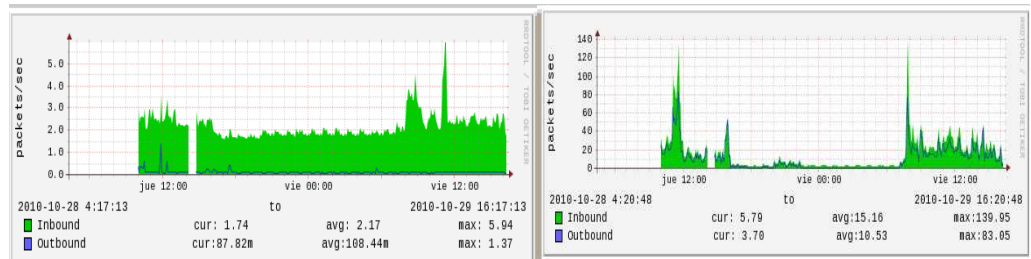 RRDTOOL / TOBI OETIKER
packets/sec
5.0
4.0
3.0
2.0
1.0
0.0
jue 12:00 vie 00:00 vie 12:00
2010-10-28 4:17:13 to 2010-10-29 16:17:13
Inbound cur: 1.74 avg: 2.17 max: 5.94
Outbound cur:87.82m avg:108.44m max: 1.37
RRDTOOL / TOBI OETIKER
packets/sec
140
120
100
80
60
40
20
0
jue 12:00 vie 00:00 vie 12:00
2010-10-28 4:20:48 to 2010-10-29 16:20:48
Inbound cur: 5.79 avg:15.16 max:139.95
Outbound cur: 3.70 avg:10.53 max:83.05